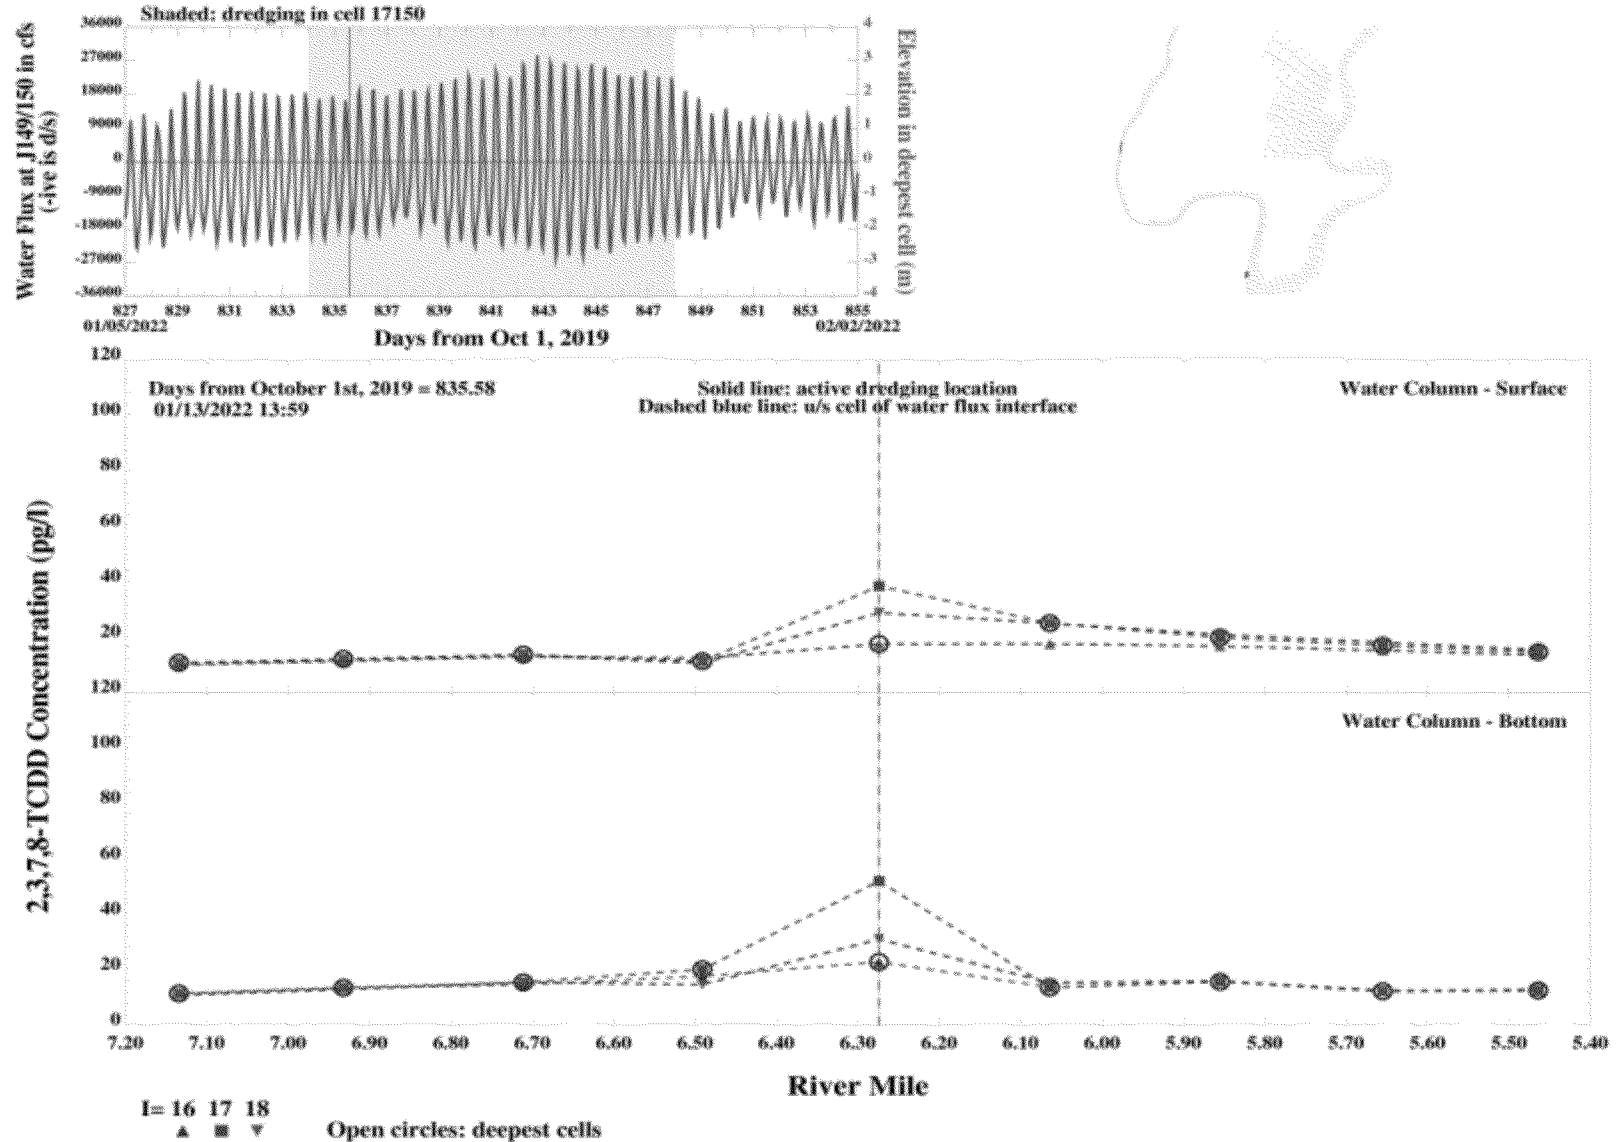 Shaded: dredging in cell 17150
Water Flux at J149/150 in cfs
(-ive is d/s)
36000
27000
18000
9000
0
-9000
-18000
-27000
-36000
4
3
2
1
0
-1
-2
-3
-4
Elevation in deepest cell (m)
827 829 831 833 835 837 839 841 843 845 847 849 851 853 855
01/05/2022 02/02/2022
Days from Oct 1, 2019
2,3,7,8-TCDD Concentration (pg/l)
120
100
80
60
40
20
Days from October 1st, 2019 = 835.58
01/13/2022 13:59
Solid line: active dredging location
Dashed blue line: u/s cell of water flux interface
Water Column - Surface
120
100
80
60
40
20
0
Water Column - Bottom
7.20 7.10 7.00 6.90 6.80 6.70 6.60 6.50 6.40 6.30 6.20 6.10 6.00 5.90 5.80 5.70 5.60 5.50 5.40
River Mile
I= 16 17 18
Open circles: deepest cells